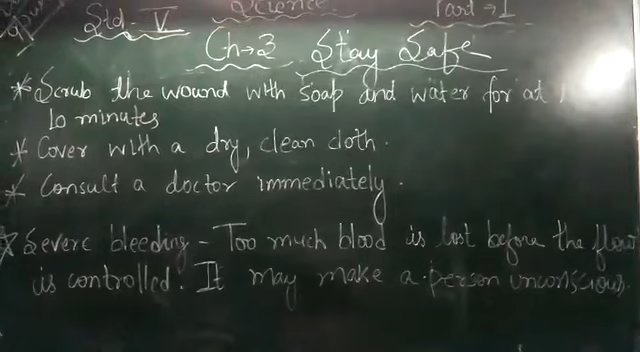 Std - V Science Part → 1
Ch → 2 Stay Safe
* Scrub the wound with soap and water for at
10 minutes
* Cover with a dry, clean cloth.
* Consult a doctor immediately.
* Severe bleeding - Too much blood is lost before the flow
is controlled. It may make a person unconscious.